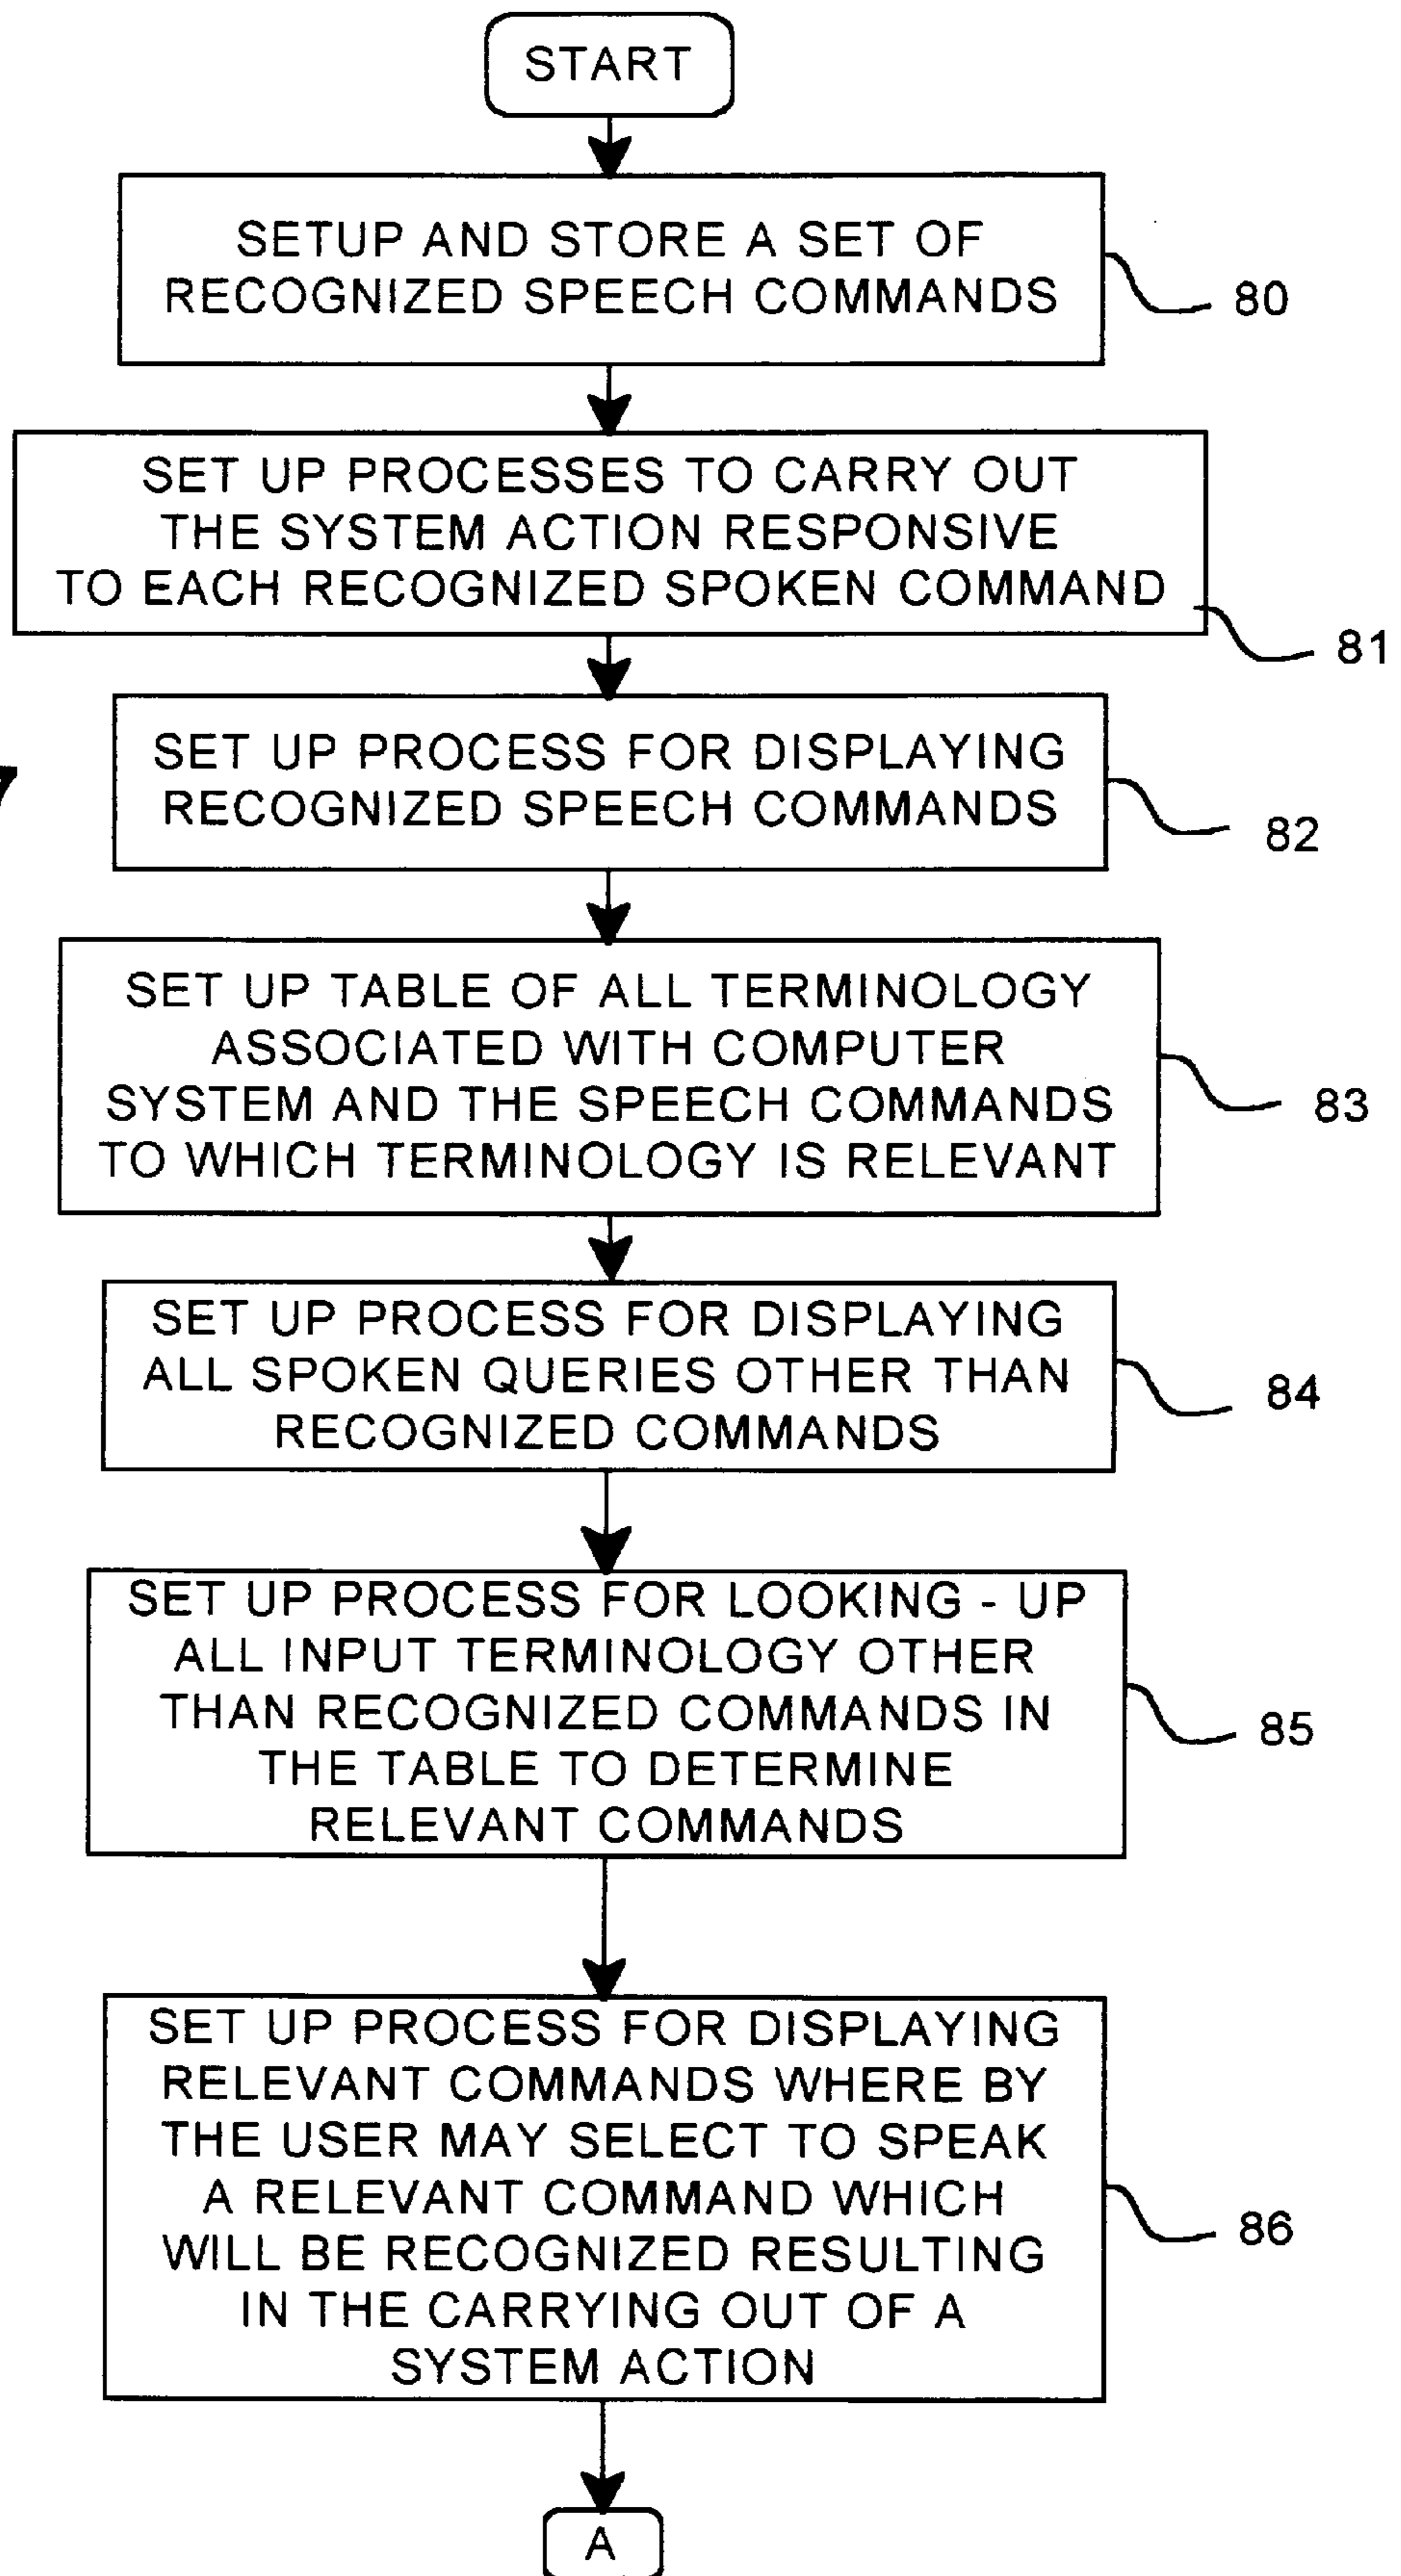 START
SETUP AND STORE A SET OF
RECOGNIZED SPEECH COMMANDS
80
SET UP PROCESSES TO CARRY OUT
THE SYSTEM ACTION RESPONSIVE
TO EACH RECOGNIZED SPOKEN COMMAND
81
SET UP PROCESS FOR DISPLAYING
RECOGNIZED SPEECH COMMANDS
82
SET UP TABLE OF ALL TERMINOLOGY
ASSOCIATED WITH COMPUTER
SYSTEM AND THE SPEECH COMMANDS
TO WHICH TERMINOLOGY IS RELEVANT
83
SET UP PROCESS FOR DISPLAYING
ALL SPOKEN QUERIES OTHER THAN
RECOGNIZED COMMANDS
84
SET UP PROCESS FOR LOOKING - UP
ALL INPUT TERMINOLOGY OTHER
THAN RECOGNIZED COMMANDS IN
THE TABLE TO DETERMINE
RELEVANT COMMANDS
85
SET UP PROCESS FOR DISPLAYING
RELEVANT COMMANDS WHERE BY
THE USER MAY SELECT TO SPEAK
A RELEVANT COMMAND WHICH
WILL BE RECOGNIZED RESULTING
IN THE CARRYING OUT OF A
SYSTEM ACTION
86
A